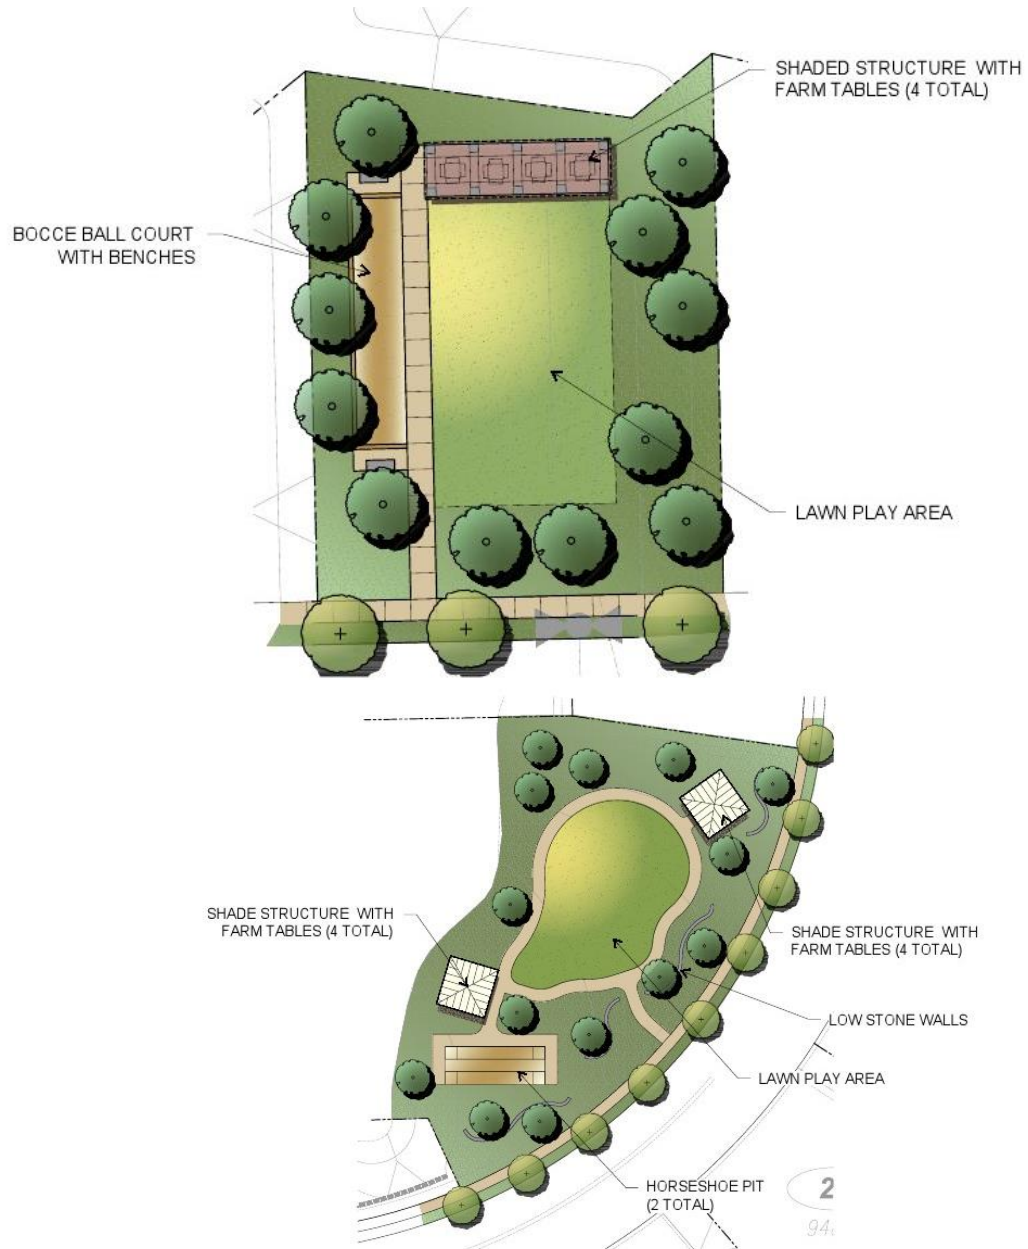 SHADED STRUCTURE WITH
FARM TABLES (4 TOTAL)
BOCCE BALL COURT
WITH BENCHES
LAWN PLAY AREA
SHADE STRUCTURE WITH
FARM TABLES (4 TOTAL)
SHADE STRUCTURE WITH
FARM TABLES (4 TOTAL)
LOW STONE WALLS
LAWN PLAY AREA
HORSESHOE PIT
(2 TOTAL)
2